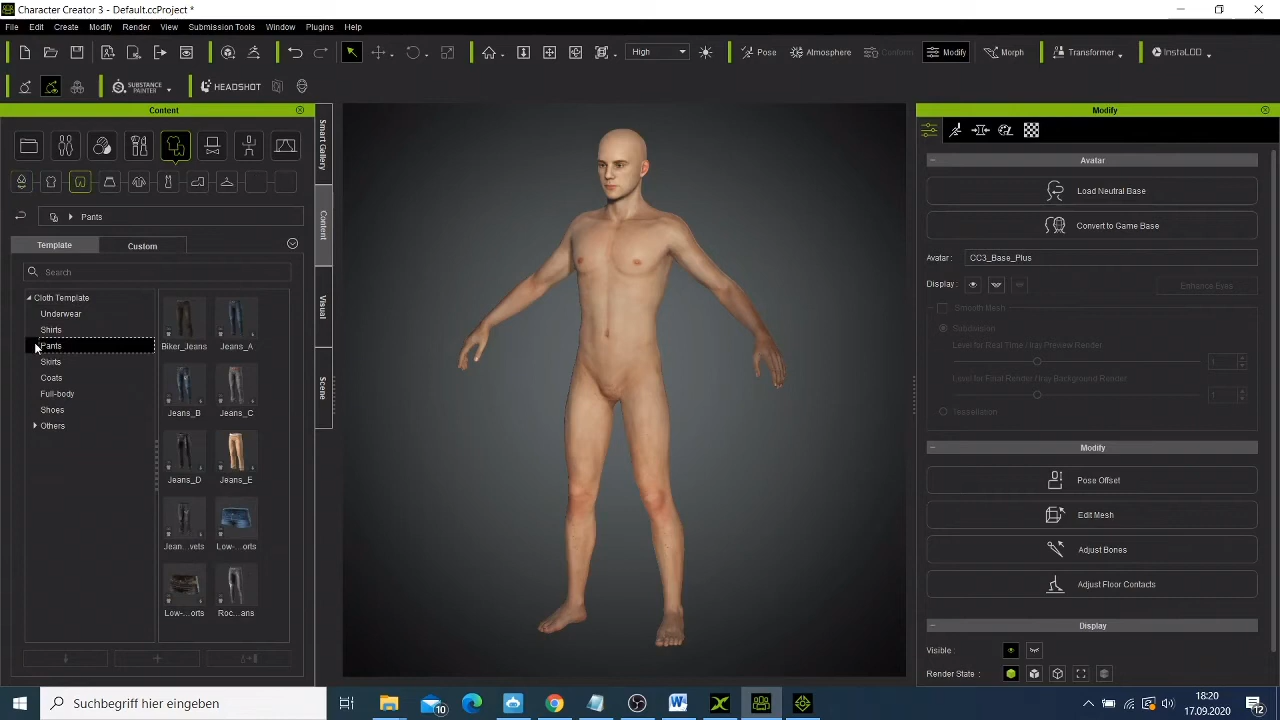 Character Creator 3 - Default.ccProject *
File Edit Create Modify Render Submission Tools Window Plugins Help
High Pose Atmosphere Conform Modify Morph Transformer InstaLOD
SUBSTANCE PAINTER HEADSHOT
Content
Pants
Template Custom
Search
Cloth Template
Underwear
Shirts
Pants
Skirts
Coats
Full-body
Shoes
Others
Biker_Jeans Jeans_A
Jeans_B Jeans_C
Jeans_D Jeans_E
Jean...vets Low-...orts
Low-...orts Roc...ans
Smart Gallery
Content
Visual
Scene
Modify
Avatar
Load Neutral Base
Convert to Game Base
Avatar: CC3_Base_Plus
Display: Enhance Eyes
Smooth Mesh
Subdivision
Level for Real Time / Iray Preview Render
1
Level for Final Render / Iray Background Render
1
Tessellation
Modify
Pose Offset
Edit Mesh
Adjust Bones
Adjust Floor Contacts
Display
Visible :
Render State :
Suchbegriff hier eingeben
10
18:20
17.09.2020
12